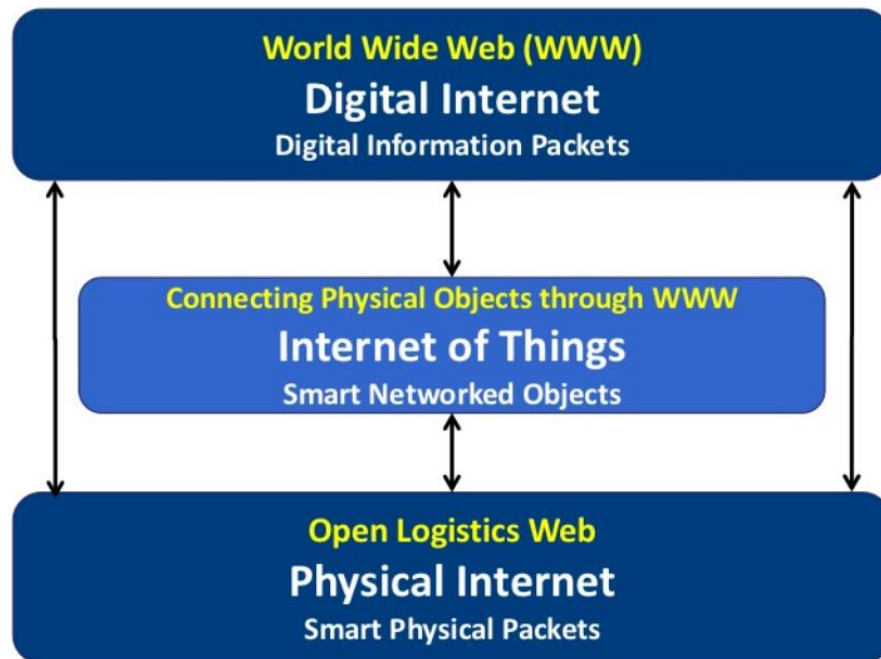 World Wide Web (WWW)
Digital Internet
Digital Information Packets
Connecting Physical Objects through WWW
Internet of Things
Smart Networked Objects
Open Logistics Web
Physical Internet
Smart Physical Packets